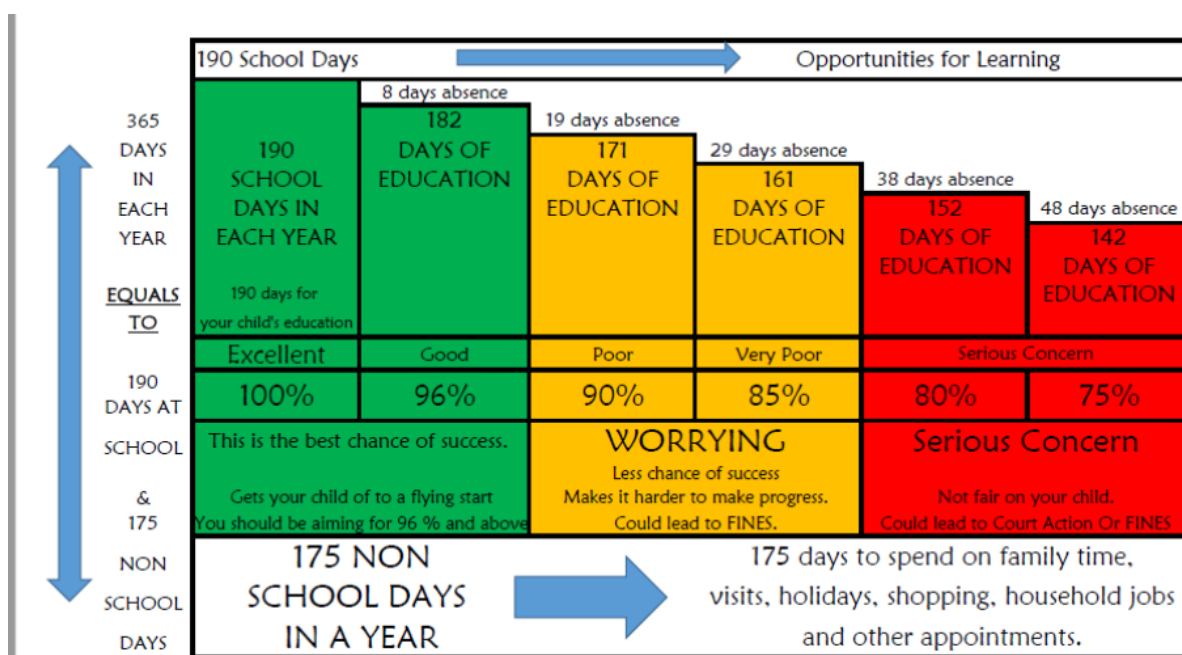 190 School Days
Opportunities for Learning
365
DAYS
IN
EACH
YEAR
EQUALS
TO
190
DAYS AT
SCHOOL
&
175
NON
SCHOOL
DAYS
190
SCHOOL
DAYS IN
EACH YEAR
190 days for
your child's education
8 days absence
182
DAYS OF
EDUCATION
19 days absence
171
DAYS OF
EDUCATION
29 days absence
161
DAYS OF
EDUCATION
38 days absence
152
DAYS OF
EDUCATION
48 days absence
142
DAYS OF
EDUCATION
Excellent
Good
Poor
Very Poor
Serious Concern
100%
96%
90%
85%
80%
75%
This is the best chance of success.
Gets your child of to a flying start
You should be aiming for 96 % and above
WORRYING
Less chance of success
Makes it harder to make progress.
Could lead to FINES.
Serious Concern
Not fair on your child.
Could lead to Court Action Or FINES
175 NON
SCHOOL DAYS
IN A YEAR
175 days to spend on family time,
visits, holidays, shopping, household jobs
and other appointments.